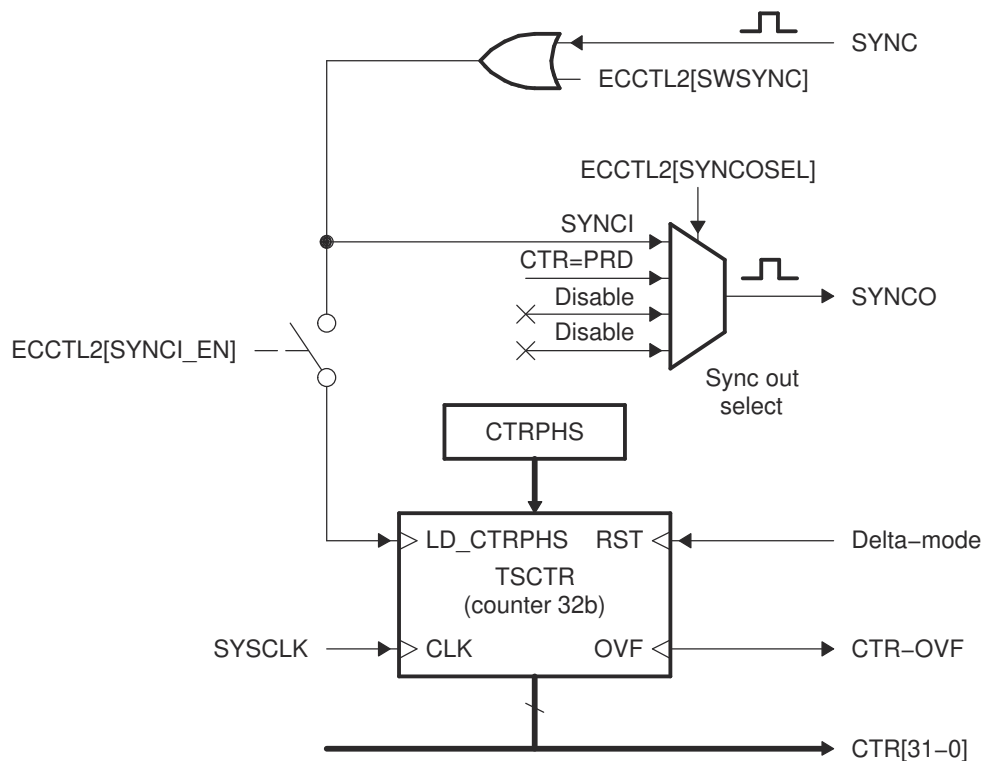 SYNC
ECCTL2[SWSYNC]
ECCTL2[SYNCOSEL]
SYNCI
CTR=PRD
Disable
Disable
SYNCO
ECCTL2[SYNCI_EN]
Sync out
select
CTRPHS
LD_CTRPHS RST
Delta−mode
TSCTR
(counter 32b)
SYSCLK
CLK OVF
CTR−OVF
CTR[31−0]